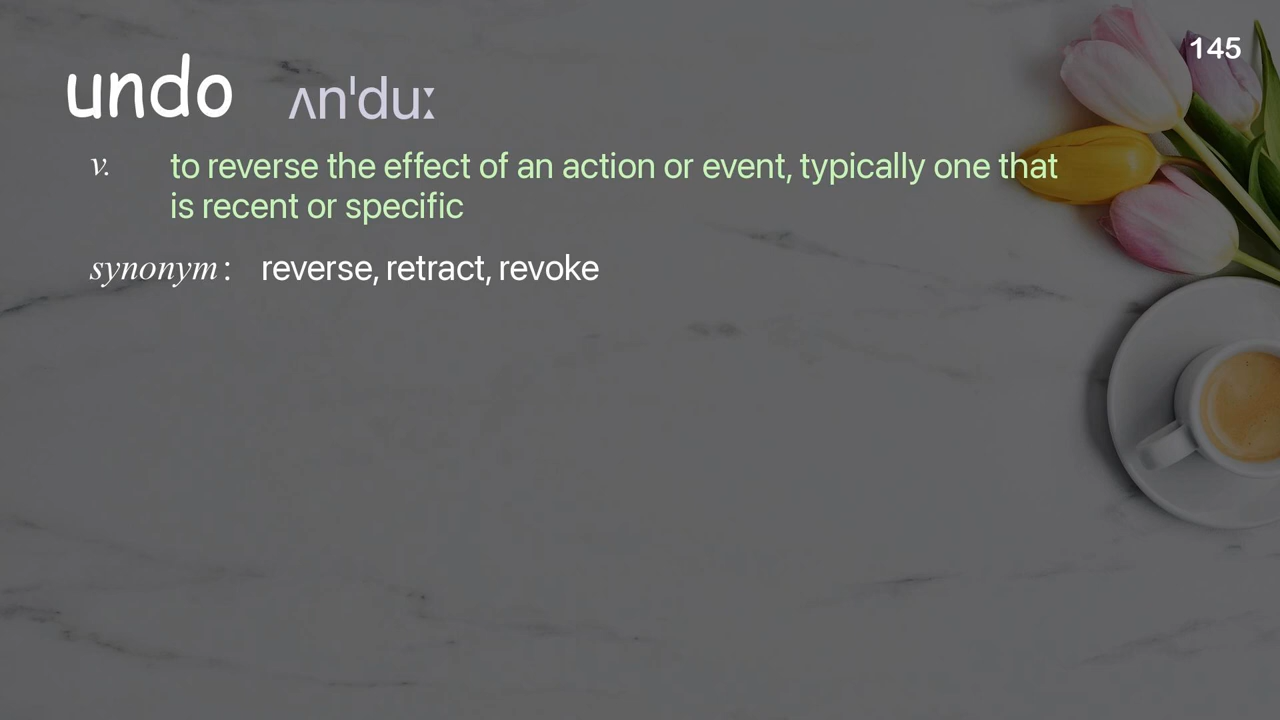 145
undo ʌnˈduː
v. to reverse the effect of an action or event, typically one that
is recent or specific
synonym : reverse, retract, revoke